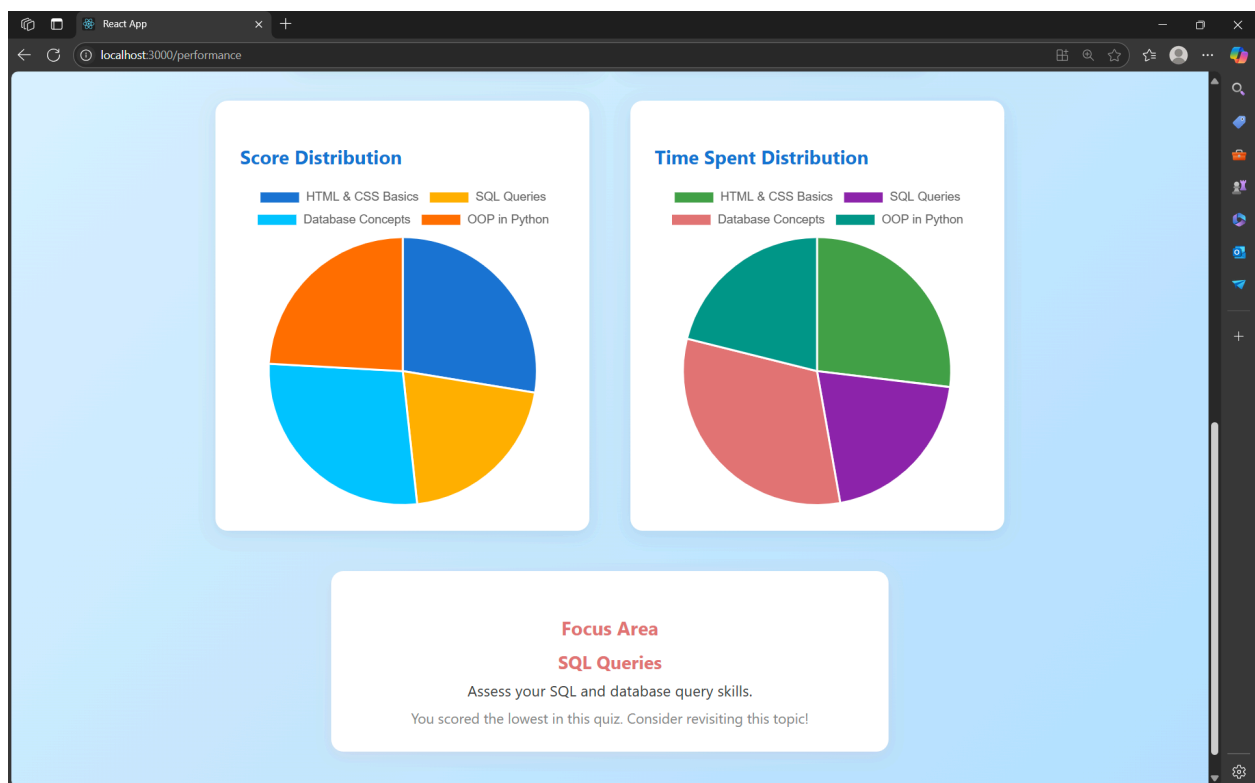 React App
localhost:3000/performance
Score Distribution
HTML & CSS Basics SQL Queries
Database Concepts OOP in Python
Time Spent Distribution
HTML & CSS Basics SQL Queries
Database Concepts OOP in Python
Focus Area
SQL Queries
Assess your SQL and database query skills.
You scored the lowest in this quiz. Consider revisiting this topic!